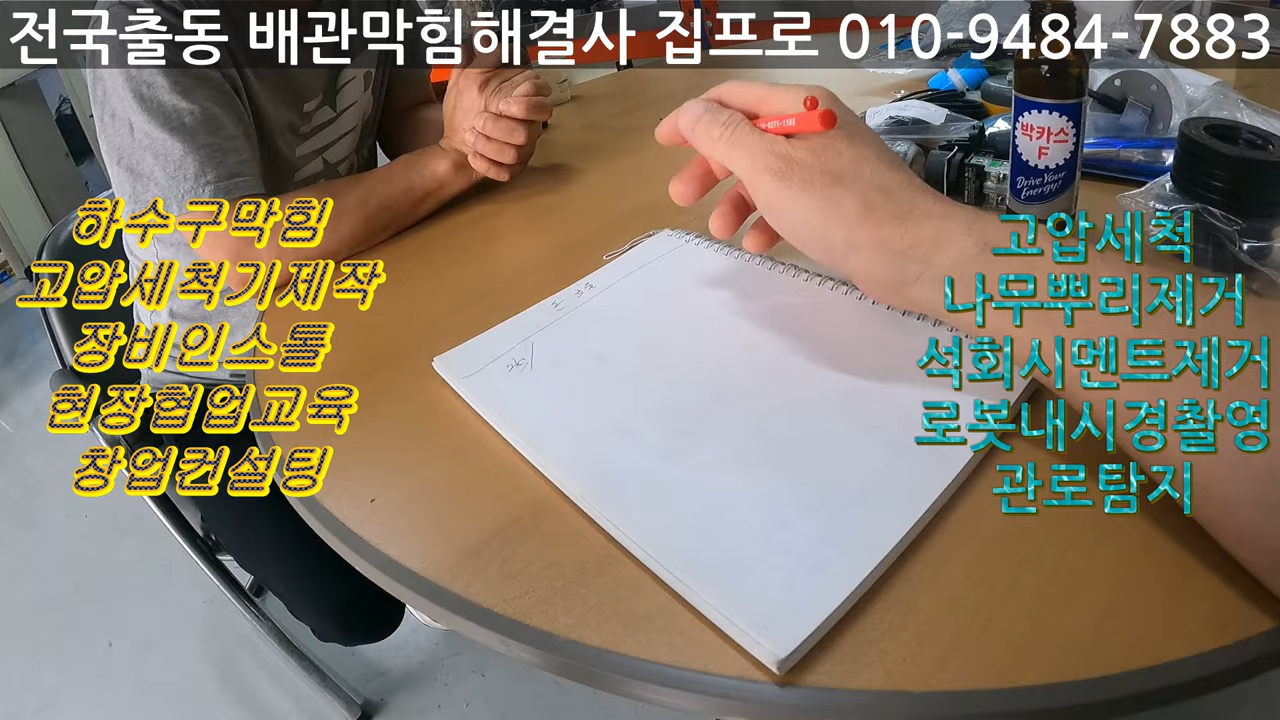 전국출동 배관막힘해결사 집프로 010-9484-7883
하수구막힘
고압세척기제작
장비인스톨
현장협업교육
창업컨설팅
고압세척
나무뿌리제거
석회시멘트제거
로봇내시경촬영
관로탐지
박카스
F
Drive Your
Energy!